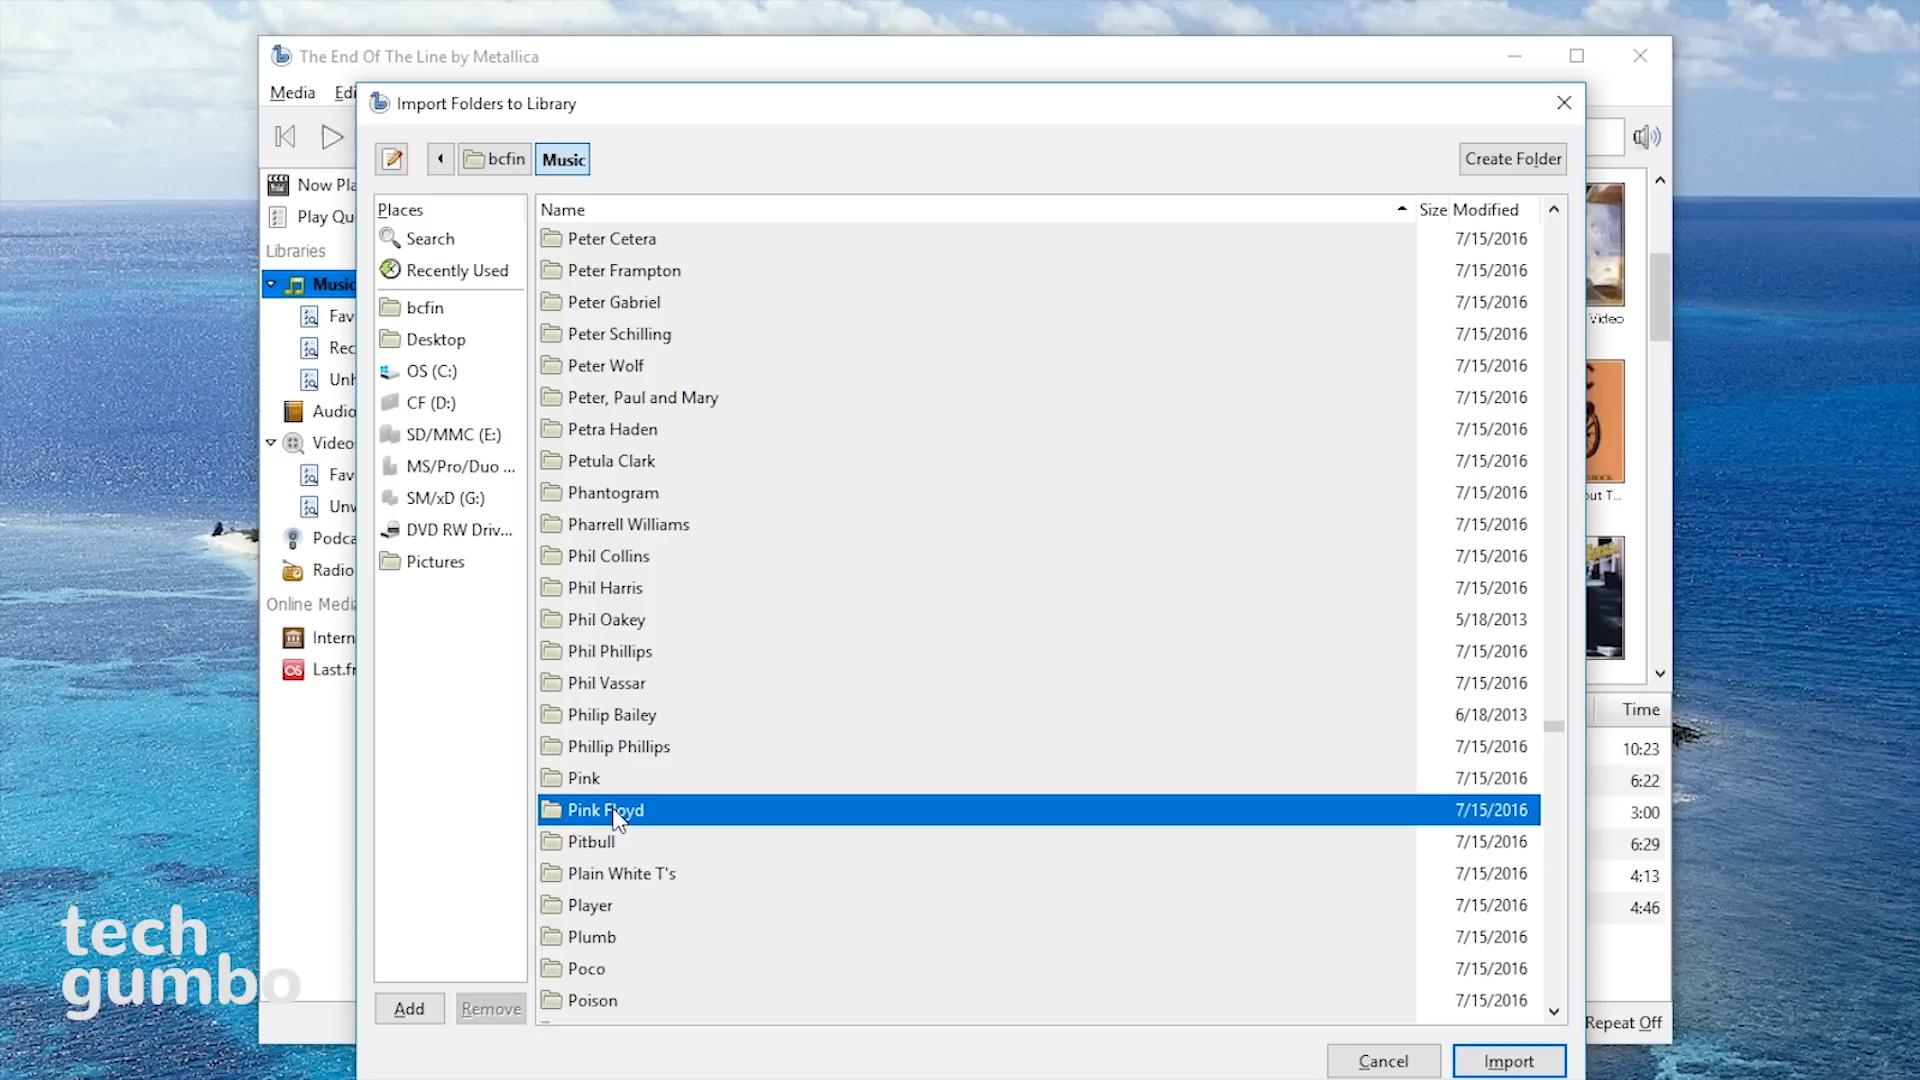 The End Of The Line by Metallica
Media
Import Folders to Library
bcfin
Music
Create Folder
Now Pla
Play Qu
Libraries
Music
Fav
Rec
Unh
Audio
Video
Fav
Unv
Podca
Radio
Online Medi
Intern
Last.fr
Places
Search
Recently Used
bcfin
Desktop
OS (C:)
CF (D:)
SD/MMC (E:)
MS/Pro/Duo ...
SM/xD (G:)
DVD RW Driv...
Pictures
Add
Remove
Name Size Modified
Peter Cetera 7/15/2016
Peter Frampton 7/15/2016
Peter Gabriel 7/15/2016
Peter Schilling 7/15/2016
Peter Wolf 7/15/2016
Peter, Paul and Mary 7/15/2016
Petra Haden 7/15/2016
Petula Clark 7/15/2016
Phantogram 7/15/2016
Pharrell Williams 7/15/2016
Phil Collins 7/15/2016
Phil Harris 7/15/2016
Phil Oakey 5/18/2013
Phil Phillips 7/15/2016
Phil Vassar 7/15/2016
Philip Bailey 6/18/2013
Phillip Phillips 7/15/2016
Pink 7/15/2016
Pink Floyd 7/15/2016
Pitbull 7/15/2016
Plain White T's 7/15/2016
Player 7/15/2016
Plumb 7/15/2016
Poco 7/15/2016
Poison 7/15/2016
Cancel
Import
Video
out T...
Time
10:23
6:22
3:00
6:29
4:13
4:46
Repeat Off
tech
gumbo